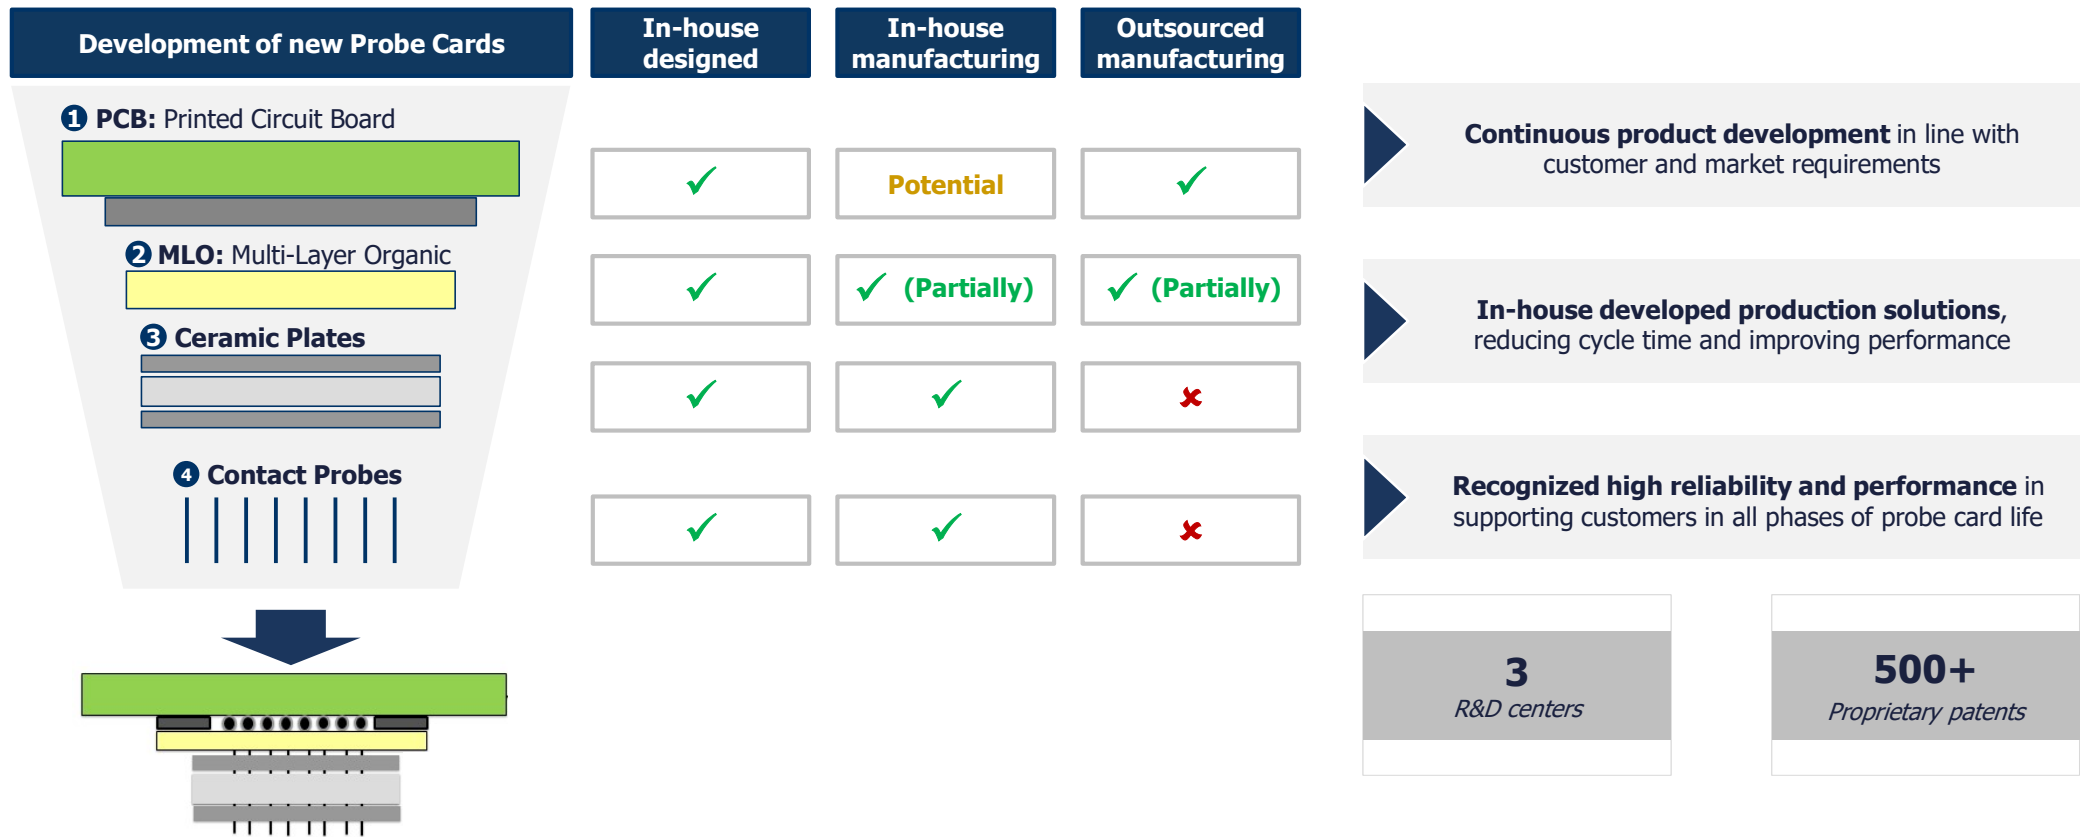 Development of new Probe Cards
In-house
designed
In-house
manufacturing
Outsourced
manufacturing
1 PCB: Printed Circuit Board
✓
Potential
✓
2 MLO: Multi-Layer Organic
✓
✓ (Partially)
✓ (Partially)
3 Ceramic Plates
✓
✓
✘
4 Contact Probes
✓
✓
✘
Continuous product development in line with
customer and market requirements
In-house developed production solutions,
reducing cycle time and improving performance
Recognized high reliability and performance in
supporting customers in all phases of probe card life
3
R&D centers
500+
Proprietary patents